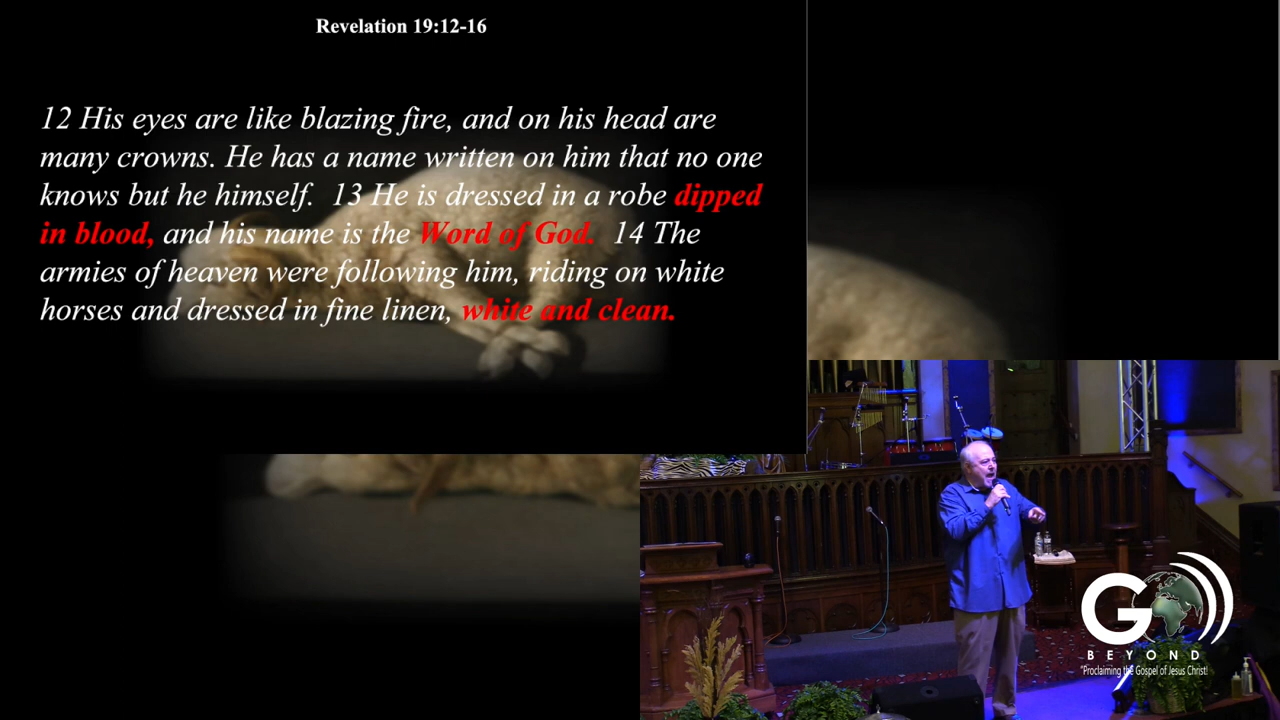 Revelation 19:12-16
12 His eyes are like blazing fire, and on his head are
many crowns. He has a name written on him that no one
knows but he himself.  13 He is dressed in a robe dipped
in blood, and his name is the Word of God.  14 The
armies of heaven were following him, riding on white
horses and dressed in fine linen, white and clean.
GO
BEYOND
"Proclaiming the Gospel of Jesus Christ!